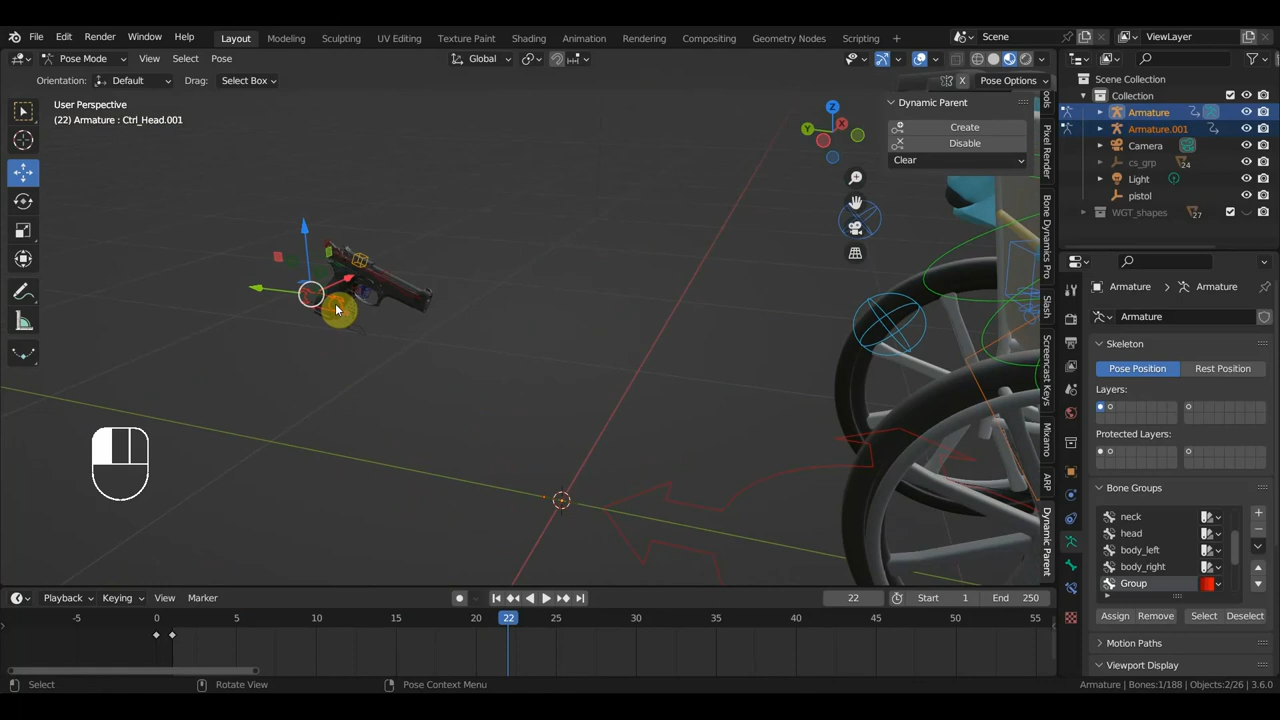 File Edit Render Window Help Layout Modeling Sculpting UV Editing Texture Paint Shading Animation Rendering Compositing Geometry Nodes Scripting + Scene ViewLayer
Pose Mode View Select Pose Global
Orientation: Default Drag: Select Box X Pose Options
Scene Collection
Collection
Armature
Armature.001
Camera
cs_grp 24
Light
pistol
WGT_shapes 27
User Perspective
(22) Armature : Ctrl_Head.001
Dynamic Parent
Create
Disable
Clear
Z
Y
X
Pixel Render
Bone Dynamics Pro
Slash
Screencast Keys
Mixamo
ARP
Dynamic Parent
Armature Armature
Armature
Skeleton
Pose Position Rest Position
Layers:
Protected Layers:
Bone Groups
neck
head
body_left
body_right
Group
Assign Remove Select Deselect
Motion Paths
Viewport Display
Playback Keying View Marker 22 Start 1 End 250
-5 0 5 10 15 20 22 25 30 35 40 45 50 55
Select Rotate View Pose Context Menu Armature | Bones:1/188 | Objects:2/26 | 3.6.0